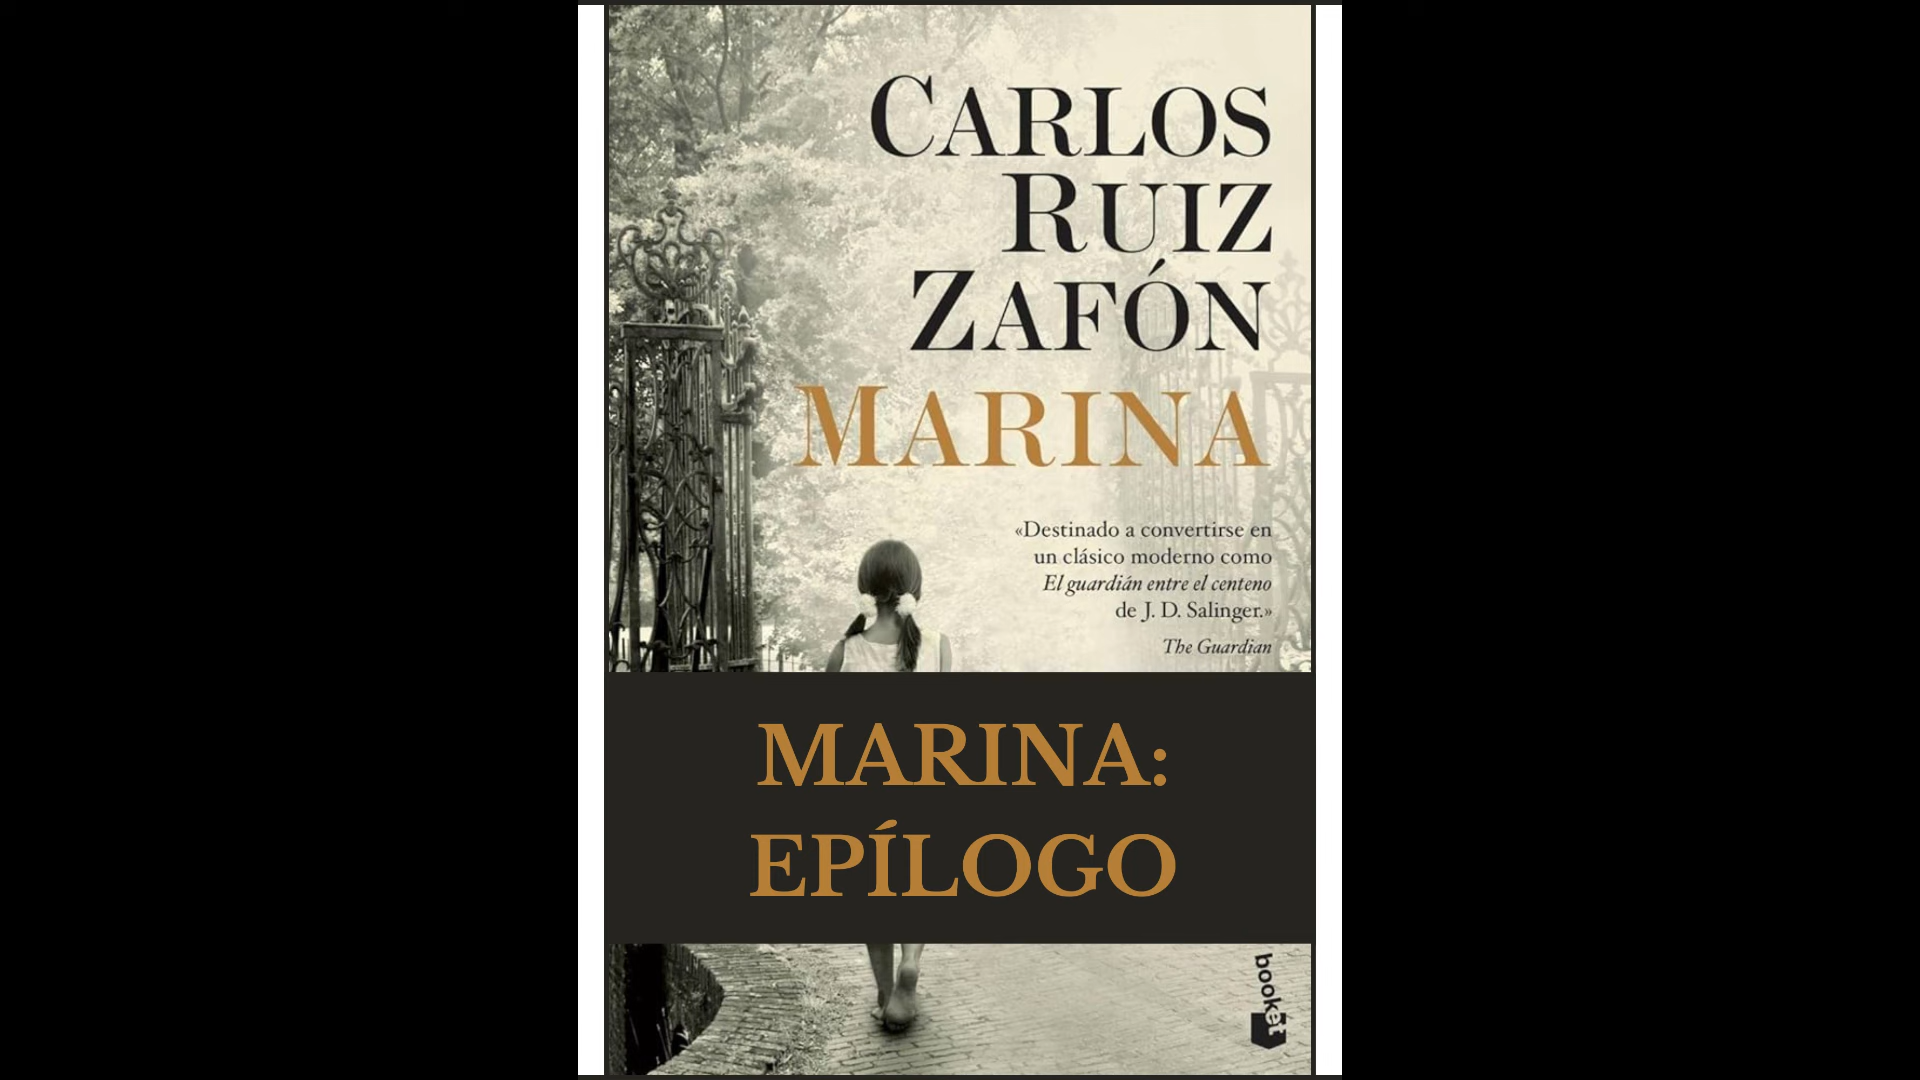 CARLOS
RUIZ
ZAFÓN
MARINA
«Destinado a convertirse en
un clásico moderno como
El guardián entre el centeno
de J. D. Salinger.»
The Guardian
MARINA:
EPÍLOGO
booket